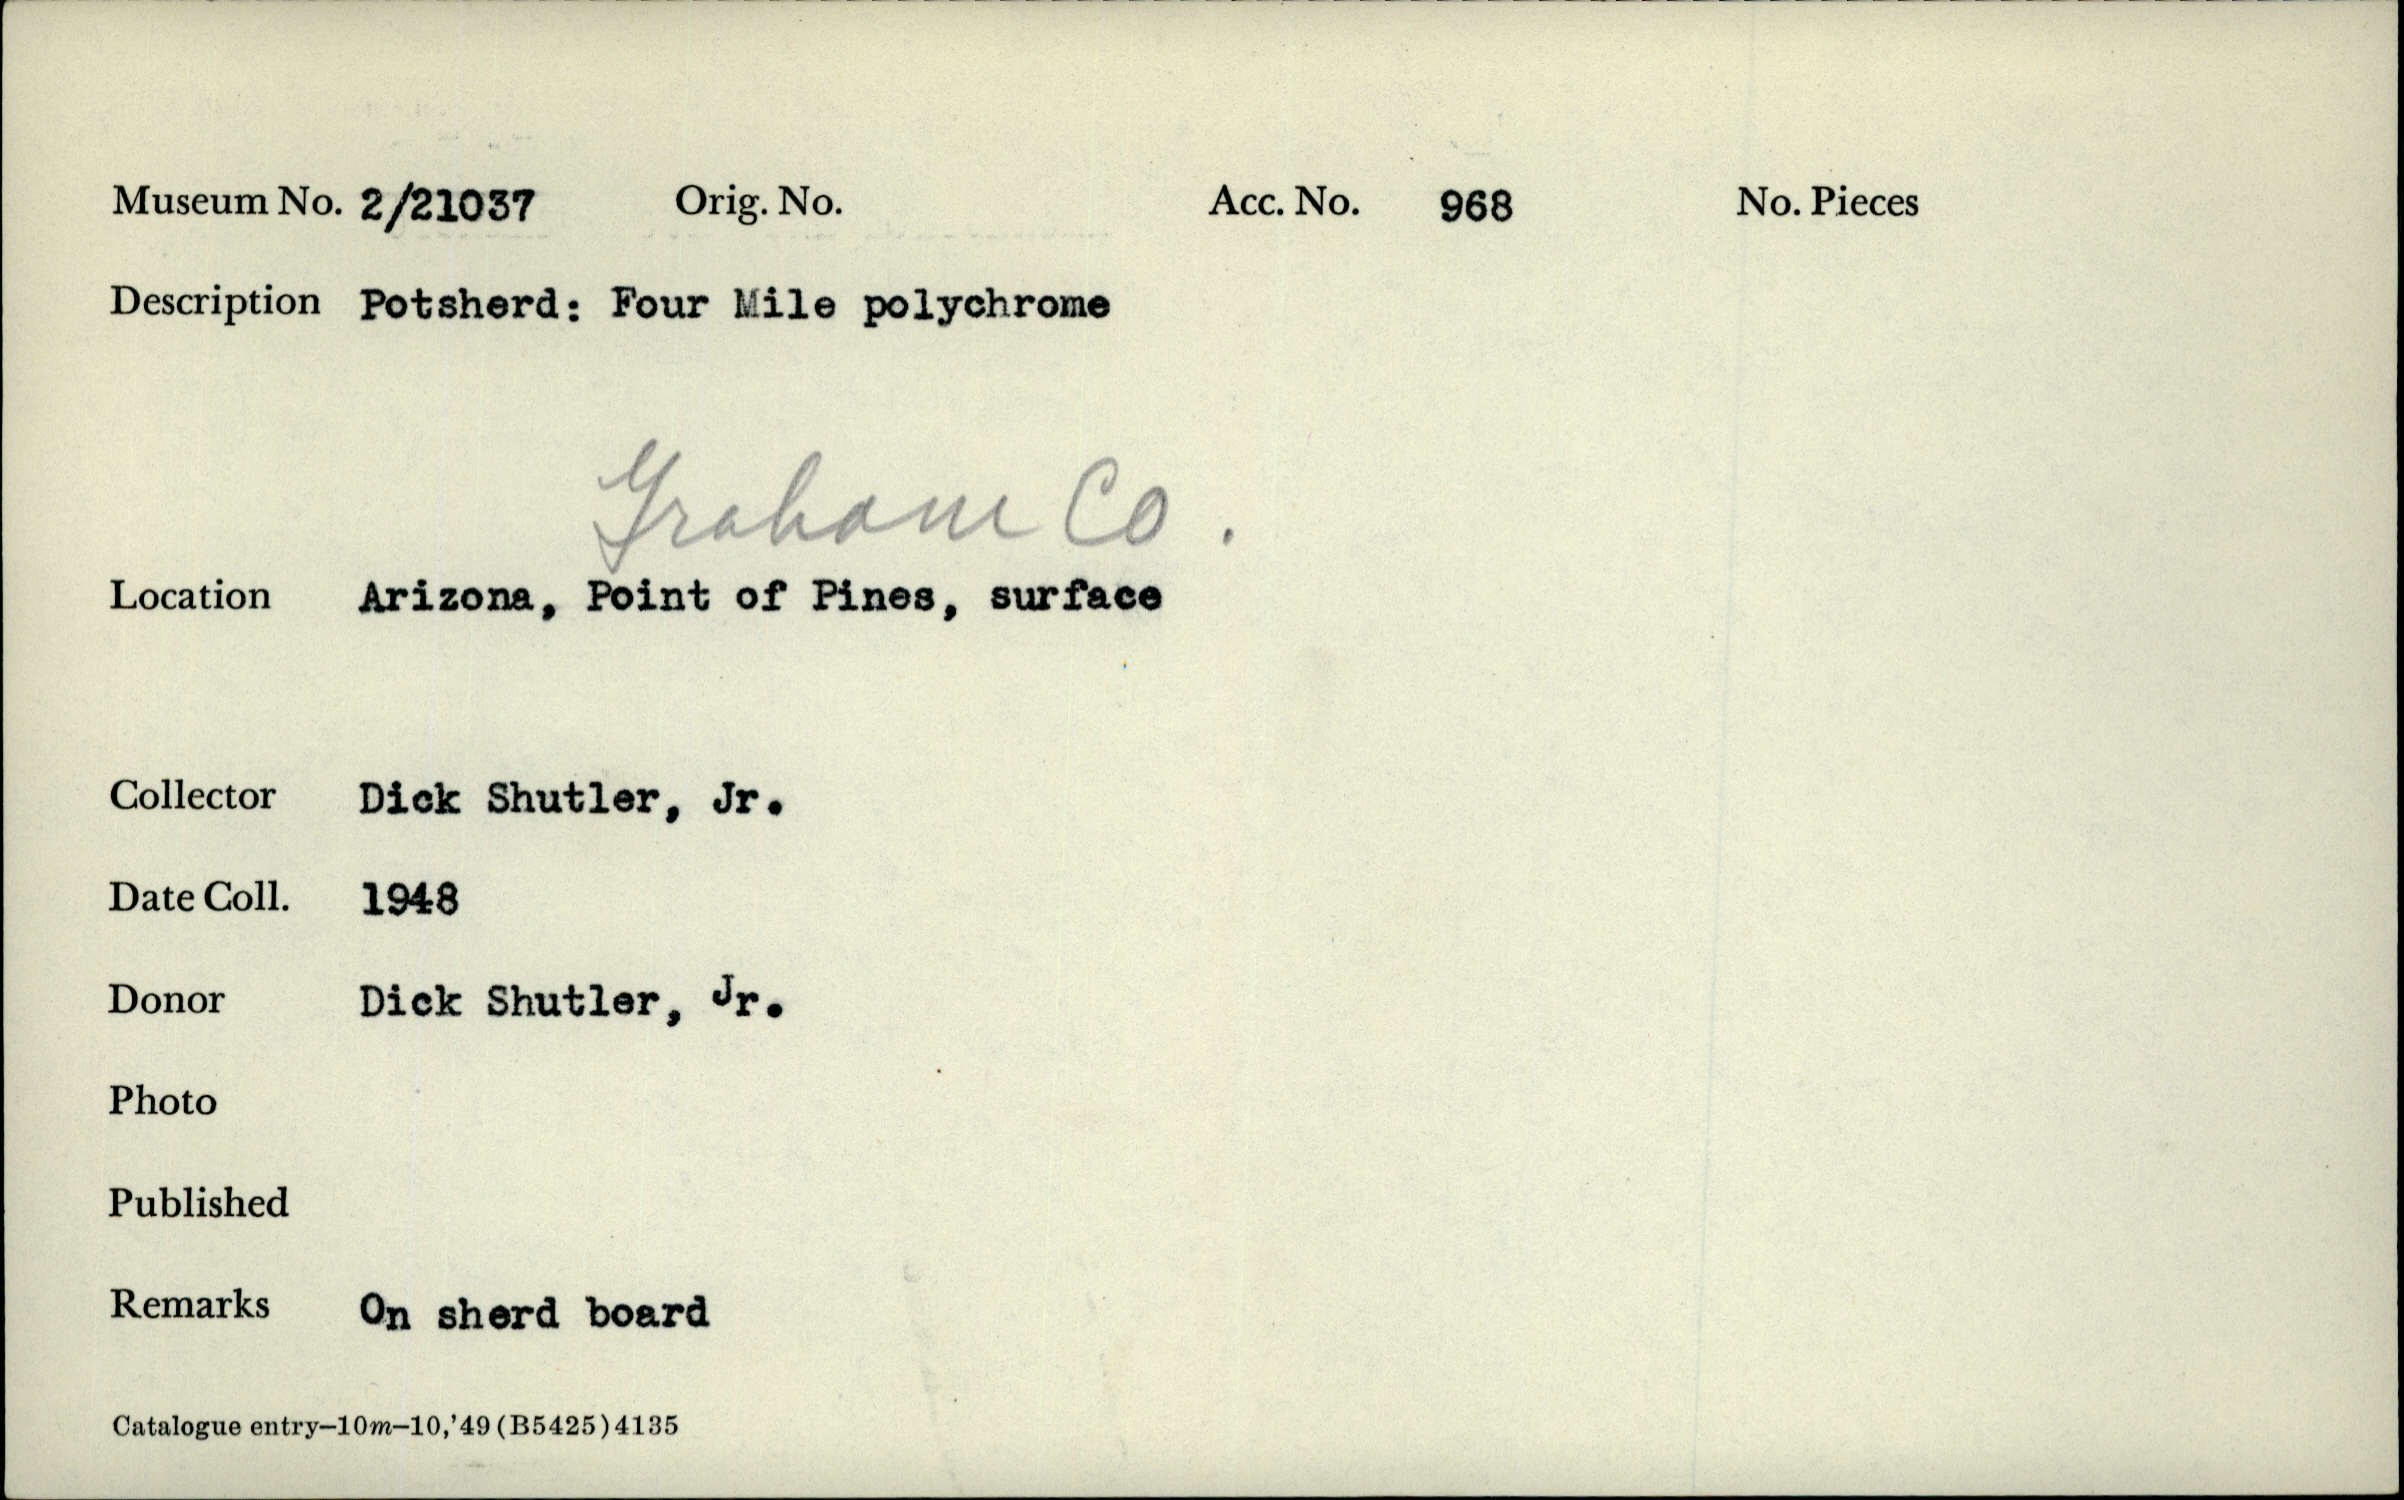 Museum No. 2/21037 Orig. No. Acc. No. 968 No. Pieces
Description Potsherd: Four Mile polychrome
Graham Co.
Location Arizona, Point of Pines, surface
Collector Dick Shutler, Jr.
Date Coll. 1948
Donor Dick Shutler, Jr.
Photo
Published
Remarks On sherd board
Catalogue entry–10m–10,'49 (B5425) 4135